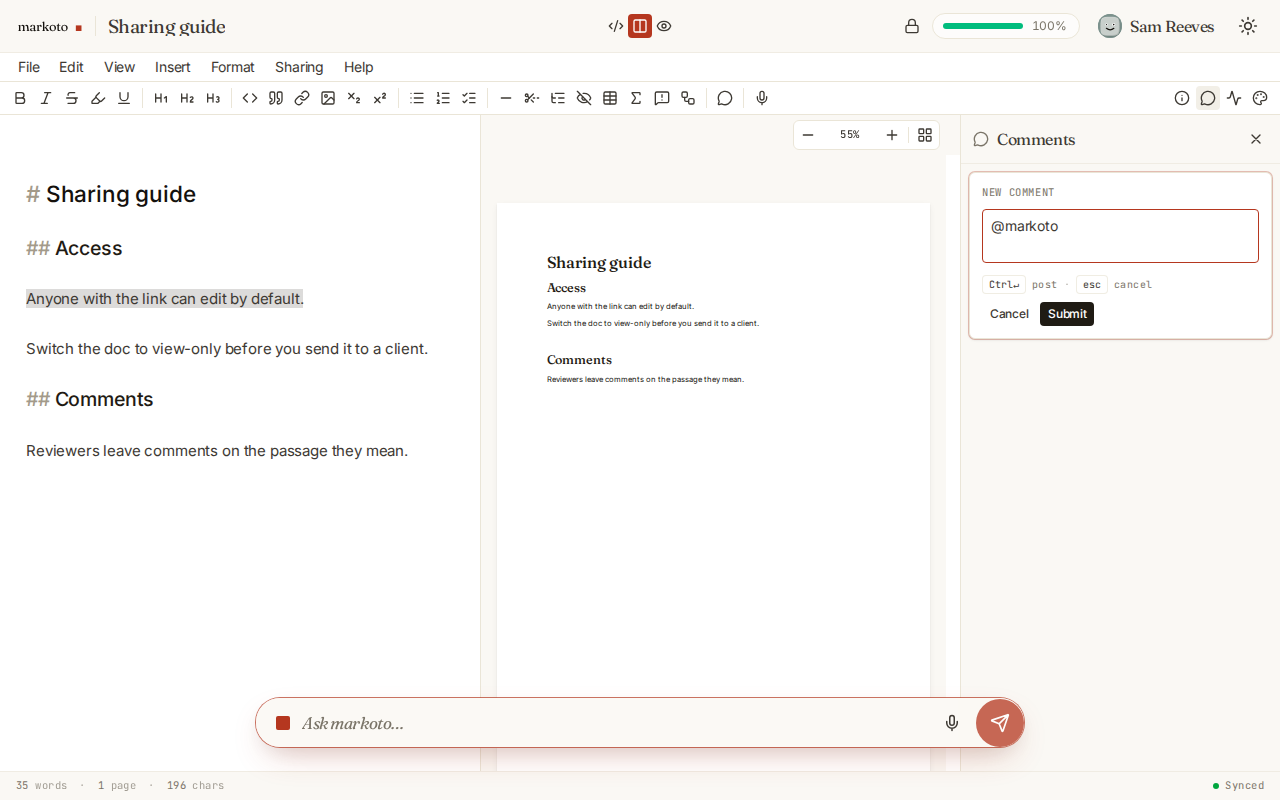 markoto
Sharing guide
100%
Sam Reeves
File Edit View Insert Format Sharing Help
H1 H2 H3
X2 X2
55%
# Sharing guide
## Access
Anyone with the link can edit by default.
Switch the doc to view-only before you send it to a client.
## Comments
Reviewers leave comments on the passage they mean.
Sharing guide
Access
Anyone with the link can edit by default.
Switch the doc to view-only before you send it to a client.
Comments
Reviewers leave comments on the passage they mean.
Comments
NEW COMMENT
@markoto
Ctrl↵ post · esc cancel
Cancel Submit
Ask markoto...
35 words · 1 page · 196 chars
Synced